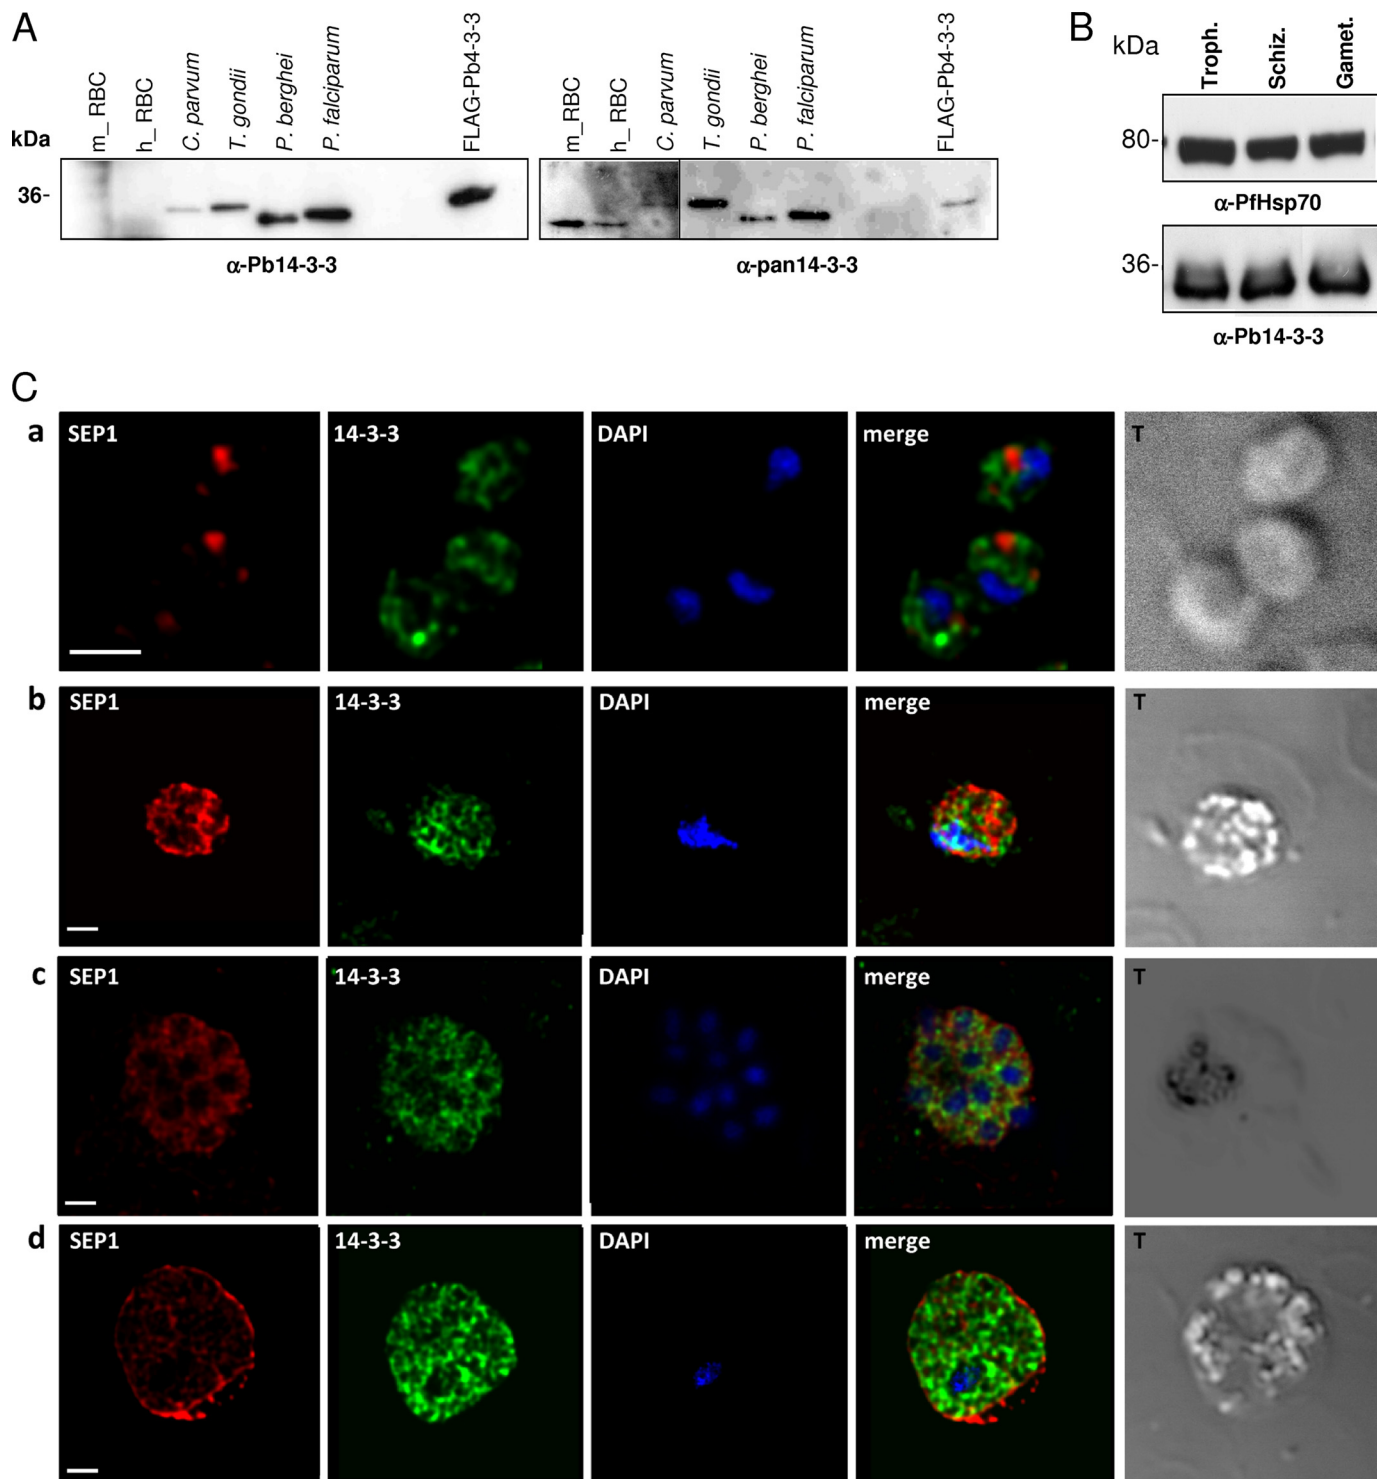 A
m_RBC
h_RBC
C. parvum
T. gondii
P. berghei
P. falciparum
FLAG-Pb4-3-3
m_RBC
h_RBC
C. parvum
T. gondii
P. berghei
P. falciparum
FLAG-Pb4-3-3
kDa
36-
α-Pb14-3-3
α-pan14-3-3
B
kDa
Troph.
Schiz.
Gamet.
80-
α-PfHsp70
36-
α-Pb14-3-3
C
a
SEP1
14-3-3
DAPI
merge
T
b
SEP1
14-3-3
DAPI
merge
T
c
SEP1
14-3-3
DAPI
merge
T
d
SEP1
14-3-3
DAPI
merge
T